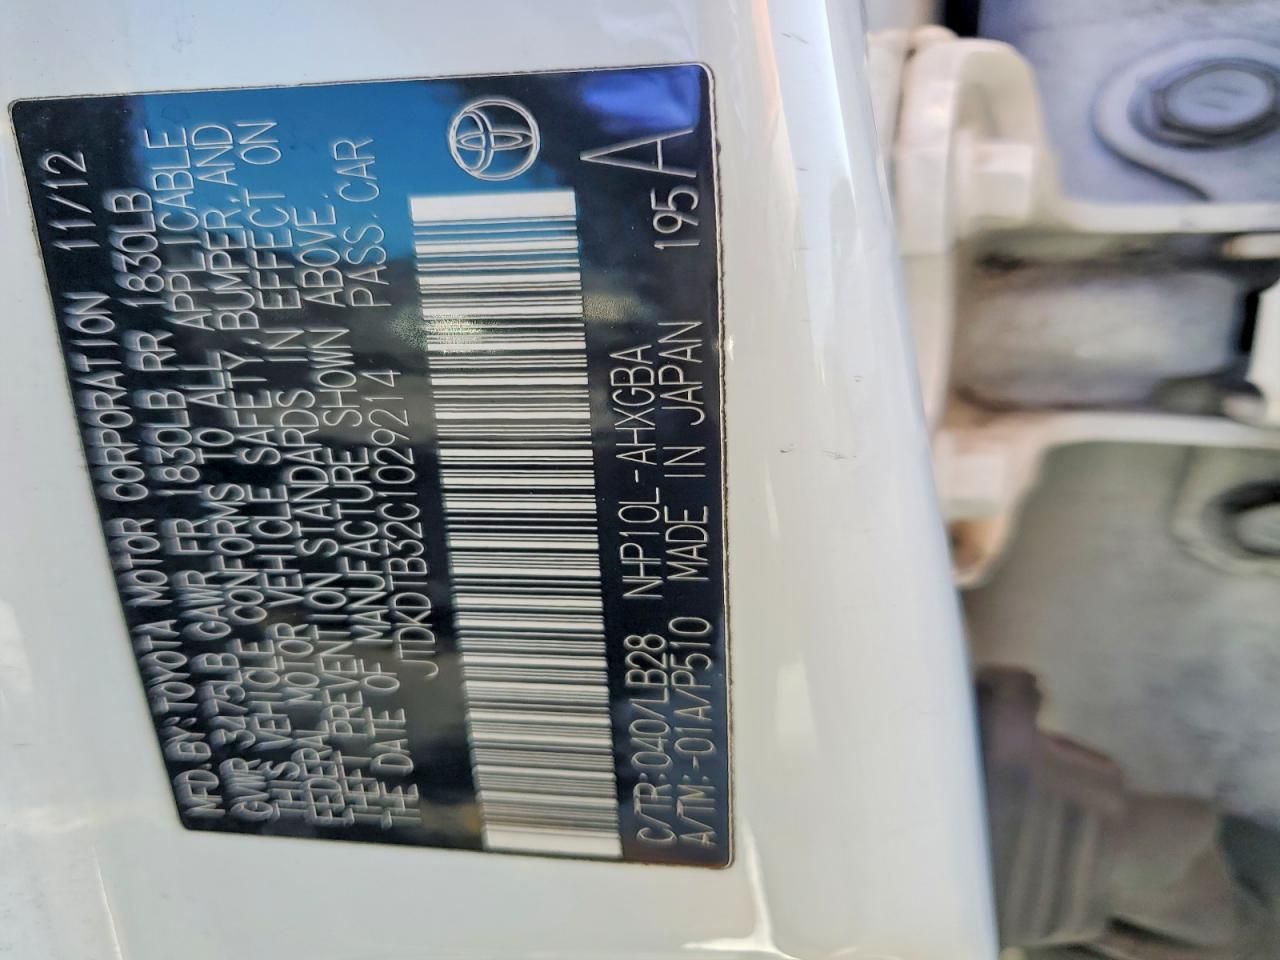 MFD. BY: TOYOTA MOTOR CORPORATION 11/12
GVWR 3475LB GAWR FR 1830LB RR 1830LB
THIS VEHICLE CONFORMS TO ALL APPLICABLE
FEDERAL MOTOR VEHICLE SAFETY, BUMPER, AND
THEFT PREVENTION STANDARDS IN EFFECT ON
THE DATE OF MANUFACTURE SHOWN ABOVE.
JTDKDTB32C1029214 PASS. CAR
C/TR:040/LB28 NHP10L-AHXGBA 195A
A/TM:-01A/P510 MADE IN JAPAN